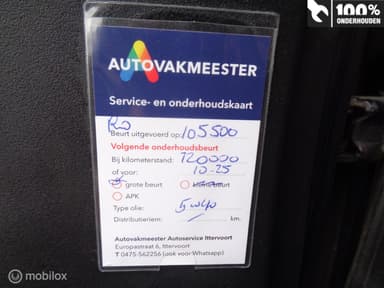 100%
ONDERHOUDEN
AUTOVAKMEESTER
Service- en onderhoudskaart
Beurt uitgevoerd op: 105500
Volgende onderhoudsbeurt
Bij kilometerstand: 120000
of voor: 10-25
grote beurt kleine beurt
APK
Type olie: 5W40
Distributieriem: km:
Autovakmeester Autoservice Ittervoort
Europastraat 6, Ittervoort
T 0475-562256 (ook voor Whatsapp)
mobilox